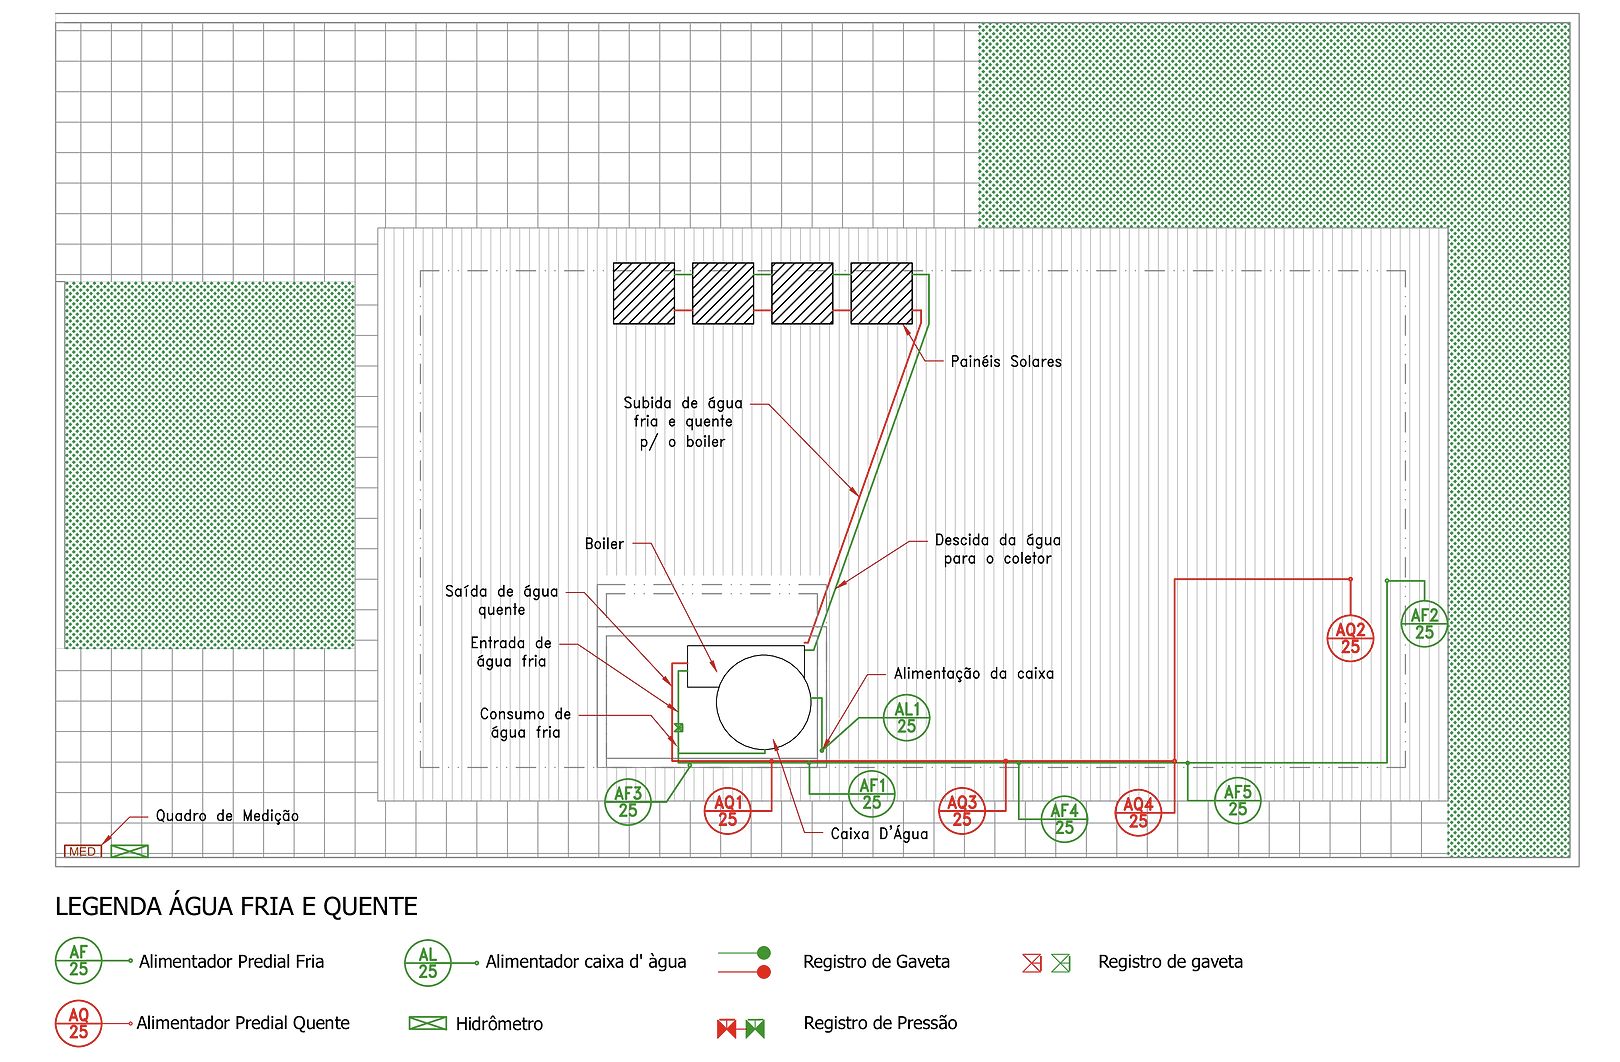 Painéis Solares
Subida de água
fria e quente
p/ o boiler
Boiler
Descida da água
para o coletor
Saída de água
quente
Entrada de
água fria
Consumo de
água fria
Alimentação da caixa
AL1
25
AQ2
25
AF2
25
AF3
25
AQ1
25
AF1
25
AQ3
25
AF4
25
AQ4
25
AF5
25
Caixa D'Água
Quadro de Medição
MED
LEGENDA ÁGUA FRIA E QUENTE
AF
25
Alimentador Predial Fria
AL
25
Alimentador caixa d' àgua
Registro de Gaveta
Registro de gaveta
AQ
25
Alimentador Predial Quente
Hidrômetro
Registro de Pressão